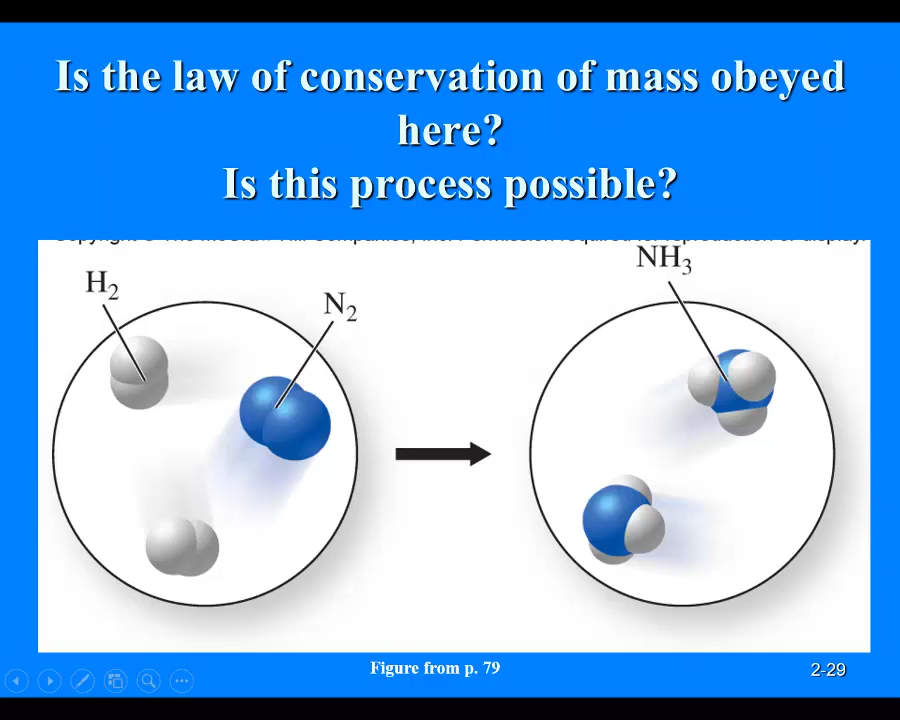 Is the law of conservation of mass obeyed
here?
Is this process possible?
H2
N2
NH3
Figure from p. 79
2-29